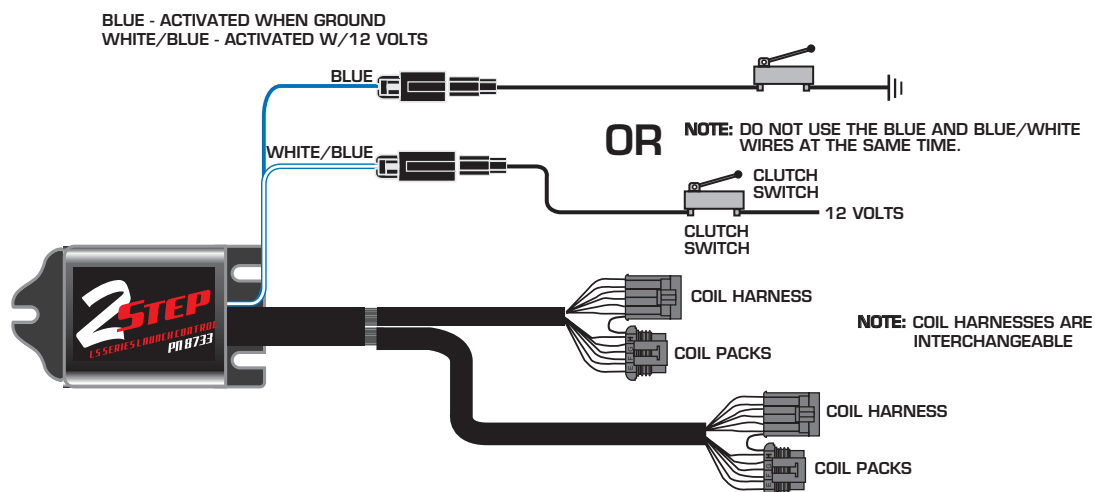 BLUE - ACTIVATED WHEN GROUND
WHITE/BLUE - ACTIVATED W/12 VOLTS
BLUE
OR
NOTE: DO NOT USE THE BLUE AND BLUE/WHITE
WIRES AT THE SAME TIME.
WHITE/BLUE
CLUTCH
SWITCH
12 VOLTS
CLUTCH
SWITCH
2STEP
LS SERIES LAUNCH CONTROL
PN 8733
COIL HARNESS
NOTE: COIL HARNESSES ARE
INTERCHANGEABLE
COIL PACKS
COIL HARNESS
COIL PACKS